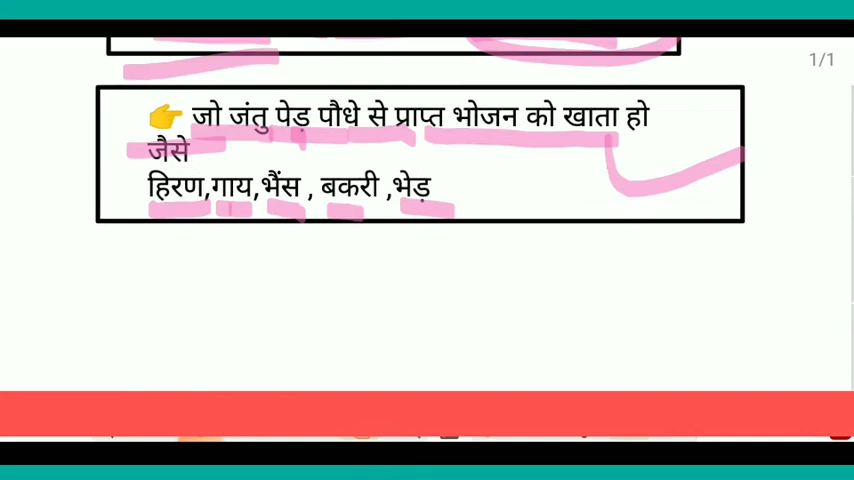 1/1
👉 जो जंतु पेड़ पौधे से प्राप्त भोजन को खाता हो
जैसे
हिरण,गाय,भैंस , बकरी ,भेड़